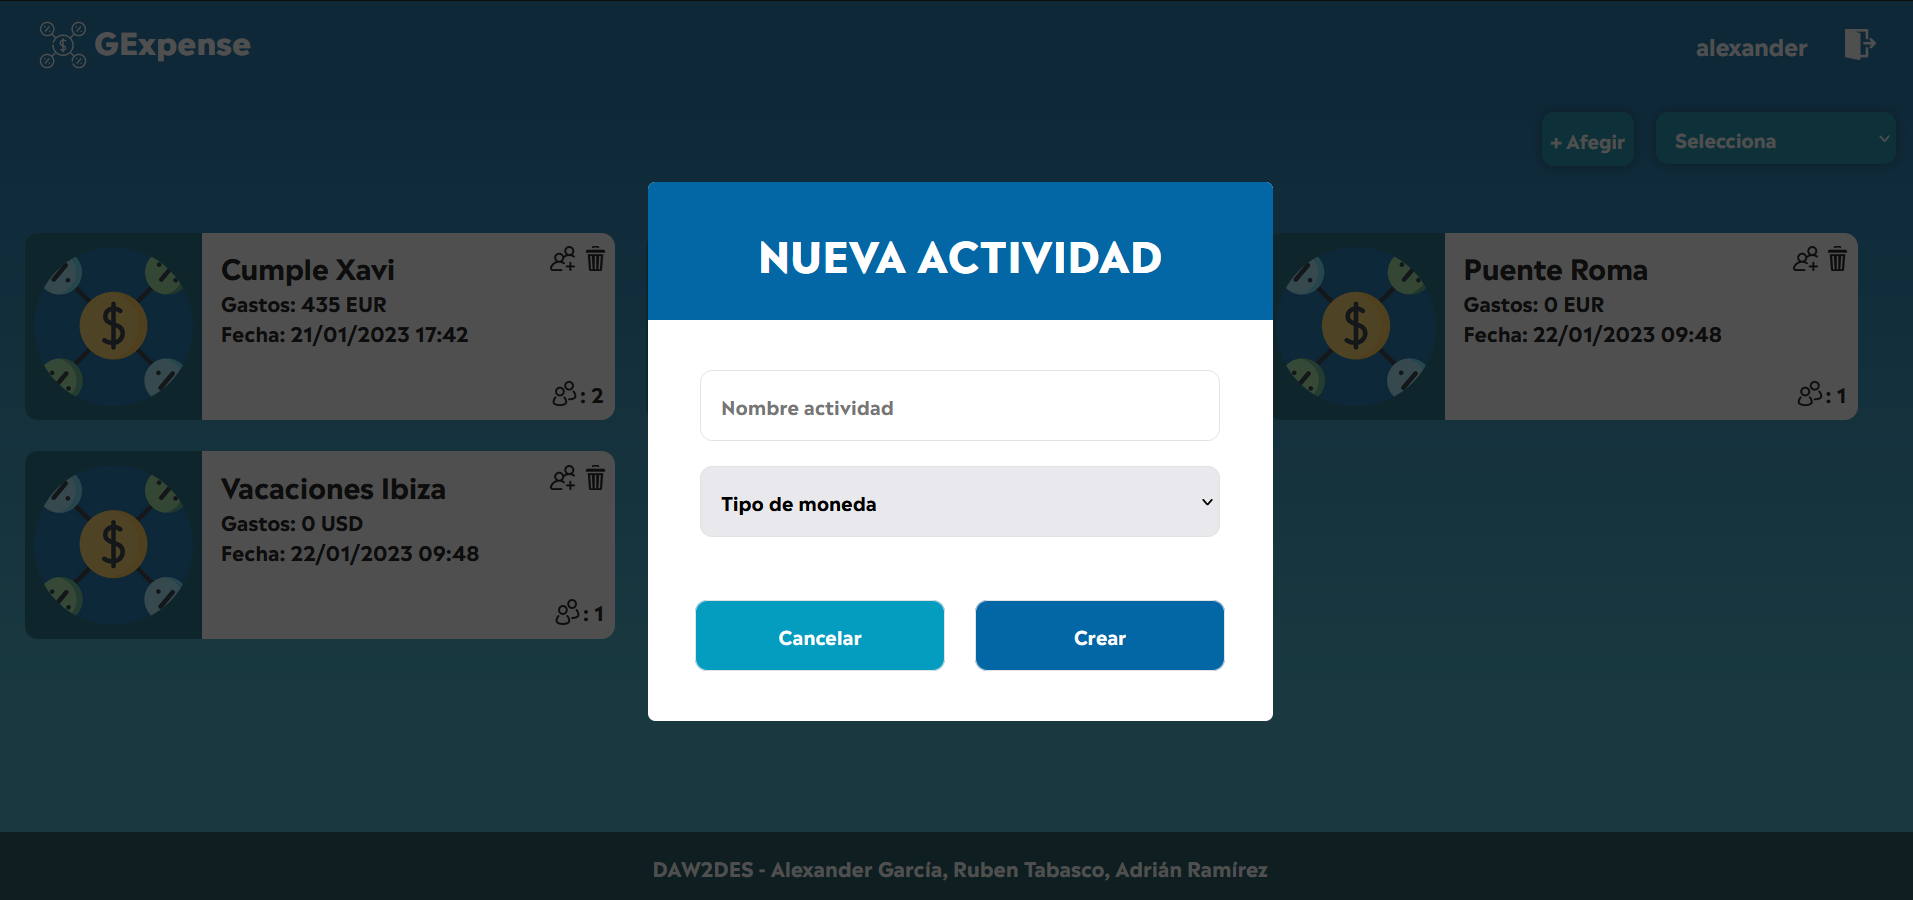 GExpense
alexander
+ Afegir
Selecciona
NUEVA ACTIVIDAD
Nombre actividad
Tipo de moneda
Cancelar
Crear
Cumple Xavi
Gastos: 435 EUR
Fecha: 21/01/2023 17:42
: 2
Puente Roma
Gastos: 0 EUR
Fecha: 22/01/2023 09:48
: 1
Vacaciones Ibiza
Gastos: 0 USD
Fecha: 22/01/2023 09:48
: 1
DAW2DES - Alexander García, Ruben Tabasco, Adrián Ramírez